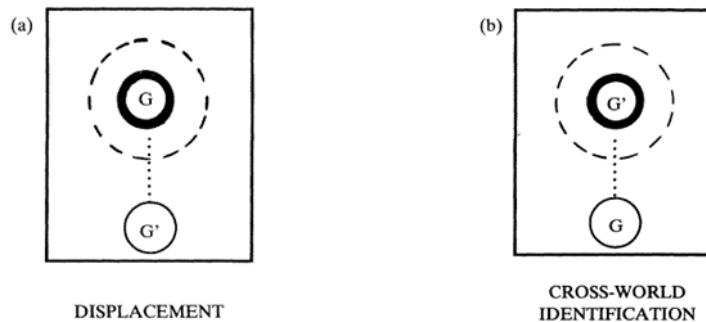 (a)
G
G'
DISPLACEMENT
(b)
G'
G
CROSS-WORLD
IDENTIFICATION